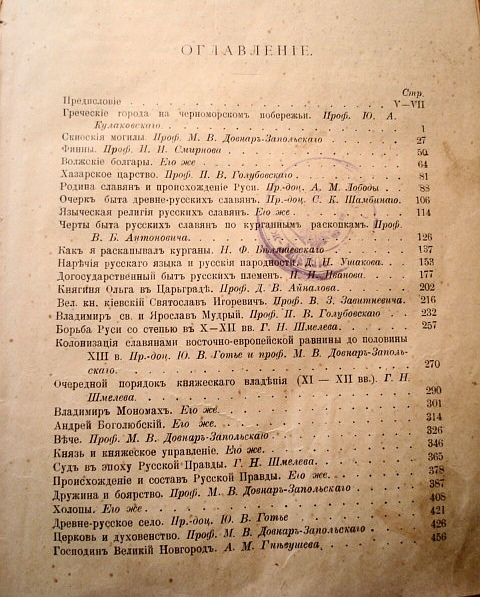 ОГЛАВЛЕНІЕ.
Стр.
Предисловіе V—VII
Греческіе города на черноморскомъ побережьи. Проф. Ю. А.
Кулаковскаго. 1
Скиѳскія могилы. Проф. М. В. Довнаръ-Запольскаго 27
Финны. Проф. И. Н. Смирнова 50
Волжскіе болгары. Его же 64
Хазарское царство. Проф. П. В. Голубовскаго 81
Родина славянъ и происхожденіе Руси. Пр.-доц. А. М. Лободы 88
Очеркъ быта древне-русскихъ славянъ. Пр.-доц. С. К. Шамбинаго 106
Языческая религія русскихъ славянъ. Его же 114
Черты быта русскихъ славянъ по курганнымъ раскопкамъ. Проф.
В. Б. Антоновича. 126
Какъ я раскапывалъ курганы. Н. Ф. Бѣляшевскаго 137
Нарѣчія русскаго языка и русскія народности. Д. Н. Ушакова. 153
Догосударственный бытъ русскихъ племенъ. П. И. Иванова. 177
Княгиня Ольга въ Царьградѣ. Проф. Д. В. Айналова. 202
Вел. кн. кіевскій Святославъ Игоревичъ. Проф. В. З. Завитневича. 216
Владимиръ св. и Ярославъ Мудрый. Проф. П. В. Голубовскаго 232
Борьба Руси со степью въ X—XII вв. Г. Н. Шмелева. 257
Колонизація славянами восточно-европейской равнины до половины
XIII в. Пр.-доц. Ю. В. Готье и проф. М. В. Довнаръ-Заполь-
скаго. 270
Очередной порядокъ княжескаго владѣнія (XI — XII вв.). Г. Н.
Шмелева. 290
Владимиръ Мономахъ. Его же. 301
Андрей Боголюбскій. Его же. 314
Вѣче. Проф. М. В. Довнаръ-Запольскаго 326
Князь и княжеское управленіе. Его же. 346
Судъ въ эпоху Русской Правды. Г. Н. Шмелева. 365
Происхожденіе и составъ Русской Правды. Его же. 378
Дружина и боярство. Проф. М. В. Довнаръ-Запольскаго 387
Холопы. Его же 408
Древне-русское село. Пр.-доц. Ю. В. Готье 421
Церковь и духовенство. Проф. М. В. Довнаръ-Запольскаго 426
Господинъ Великій Новгородъ. А. М. Гнѣвушева. 456